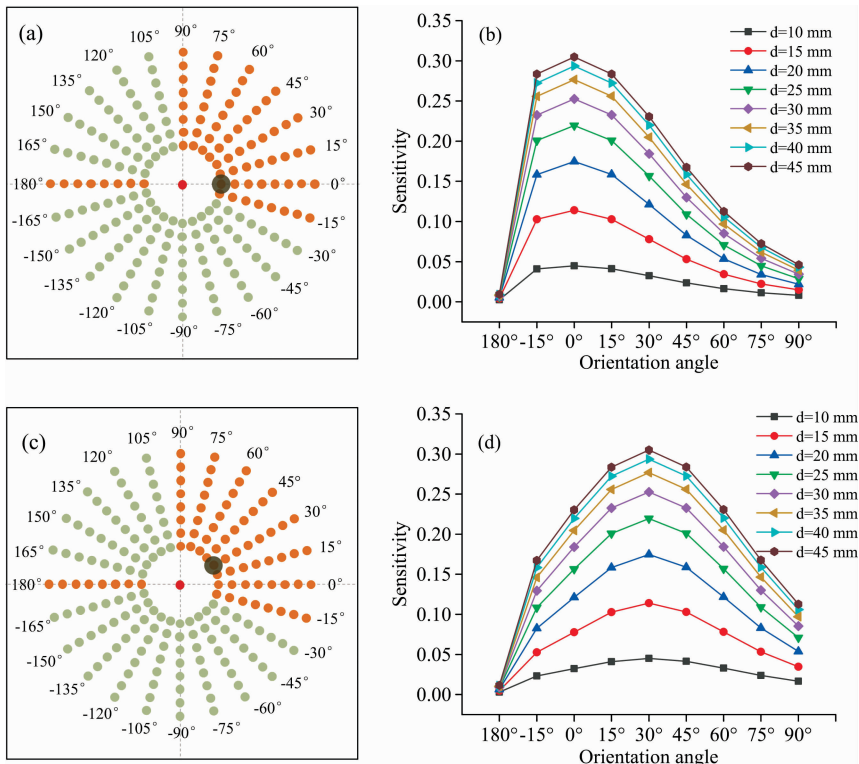 (a)
90°
105°
75°
120°
60°
135°
45°
150°
30°
165°
15°
180°
0°
-165°
-15°
-150°
-30°
-135°
-45°
-120°
-60°
-105°
-75°
-90°
(b)
0.35
0.30
0.25
0.20
0.15
0.10
0.05
0.00
Sensitivity
d=10 mm
d=15 mm
d=20 mm
d=25 mm
d=30 mm
d=35 mm
d=40 mm
d=45 mm
180° -15° 0° 15° 30° 45° 60° 75° 90°
Orientation angle
(c)
90°
105°
75°
120°
60°
135°
45°
150°
30°
165°
15°
180°
0°
-165°
-15°
-150°
-30°
-135°
-45°
-120°
-60°
-105°
-75°
-90°
(d)
0.35
0.30
0.25
0.20
0.15
0.10
0.05
0.00
Sensitivity
d=10 mm
d=15 mm
d=20 mm
d=25 mm
d=30 mm
d=35 mm
d=40 mm
d=45 mm
180° -15° 0° 15° 30° 45° 60° 75° 90°
Orientation angle